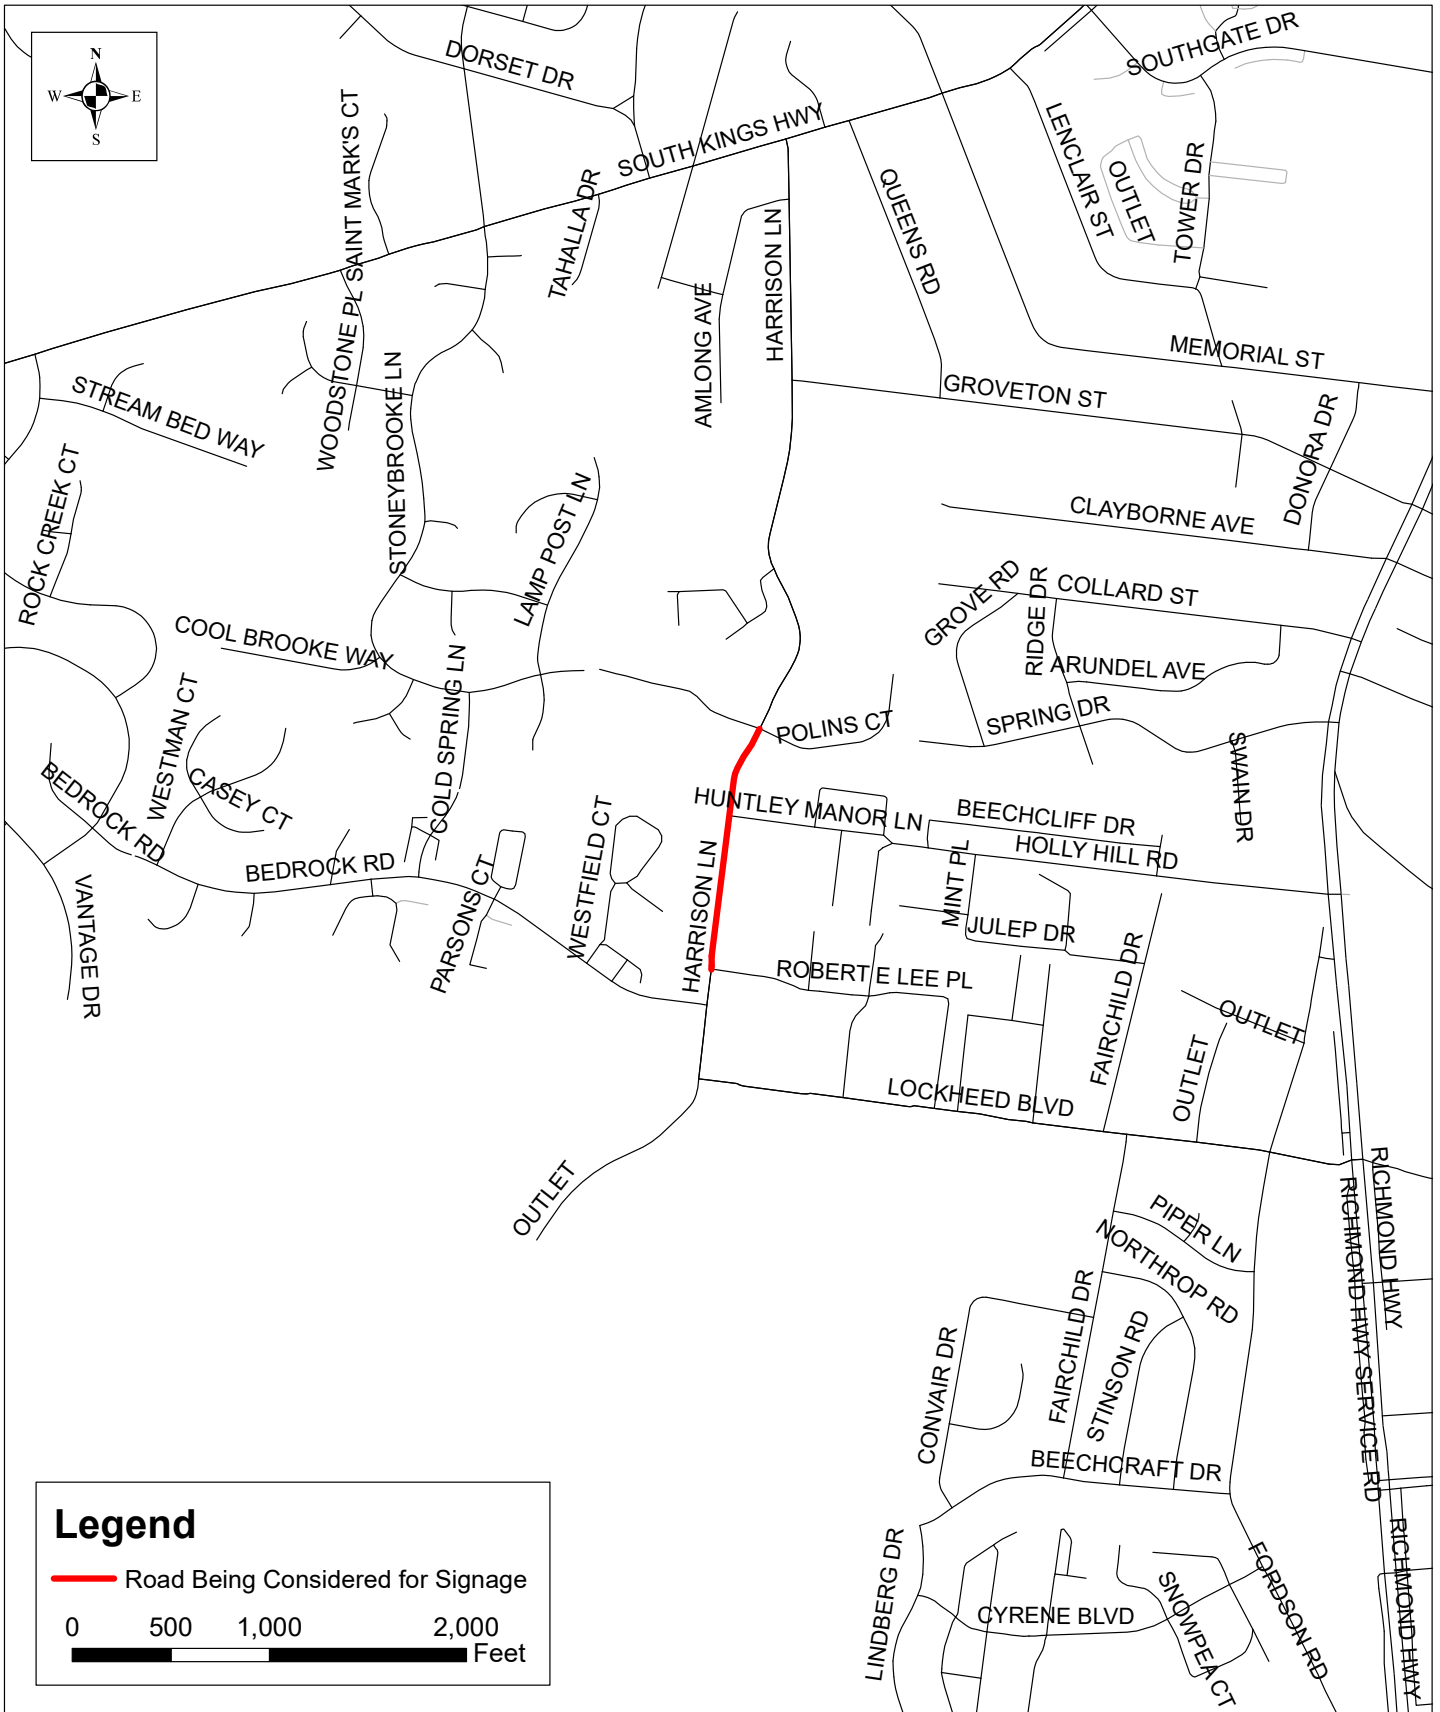 N
W E
S
DORSET DR
SOUTHGATE DR
SOUTH KINGS HWY
WOODSTONE PL
SAINT MARK'S CT
TAHALLA DR
HARRISON LN
AMLONG AVE
QUEENS RD
LENCLAIR ST
OUTLET
TOWER DR
MEMORIAL ST
GROVETON ST
DONORA DR
STREAM BED WAY
STONEYBROOKE LN
ROCK CREEK CT
LAMP POST LN
CLAYBORNE AVE
GROVE RD
RIDGE DR
COLLARD ST
ARUNDEL AVE
COOL BROOKE WAY
WESTMAN CT
COLD SPRING LN
POLINS CT
SPRING DR
SWAIN DR
BEDROCK RD
CASEY CT
HUNTLEY MANOR LN
BEECHCLIFF DR
HOLLY HILL RD
BEDROCK RD
VANTAGE DR
PARSONS CT
WESTFIELD CT
HARRISON LN
MINT PL
JULEP DR
ROBERT E LEE PL
FAIRCHILD DR
OUTLET
OUTLET
LOCKHEED BLVD
OUTLET
RICHMOND HWY
RICHMOND HWY SERVICE RD
PIPER LN
NORTHROP RD
FAIRCHILD DR
STINSON RD
CONVAIR DR
BEECHCRAFT DR
LINDBERG DR
CYRENE BLVD
SNOWPEA CT
FORDSON RD
RICHMOND HWY
Legend
Road Being Considered for Signage
0 500 1,000 2,000
Feet